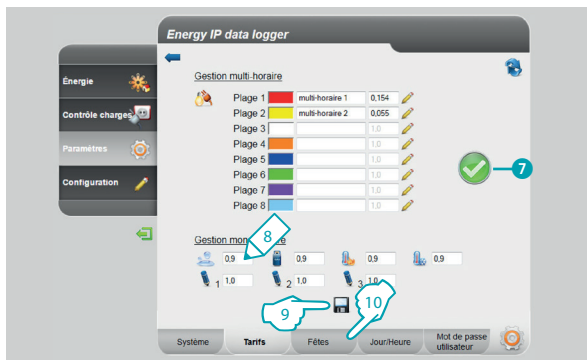 Energy IP data logger
Énergie
Contrôle charges
Paramètres
Configuration
Gestion multi-horaire
Plage 1 multi-horaire 1 0,154
Plage 2 multi-horaire 2 0,055
Plage 3 1,0
Plage 4 1,0
Plage 5 1,0
Plage 6 1,0
Plage 7 1,0
Plage 8 1,0
7
Gestion
8
0,9 0,9 0,9 0,9
1 1,0 2 1,0 3 1,0
9
10
Système Tarifs Fêtes Jour/Heure Mot de passe
utilisateur